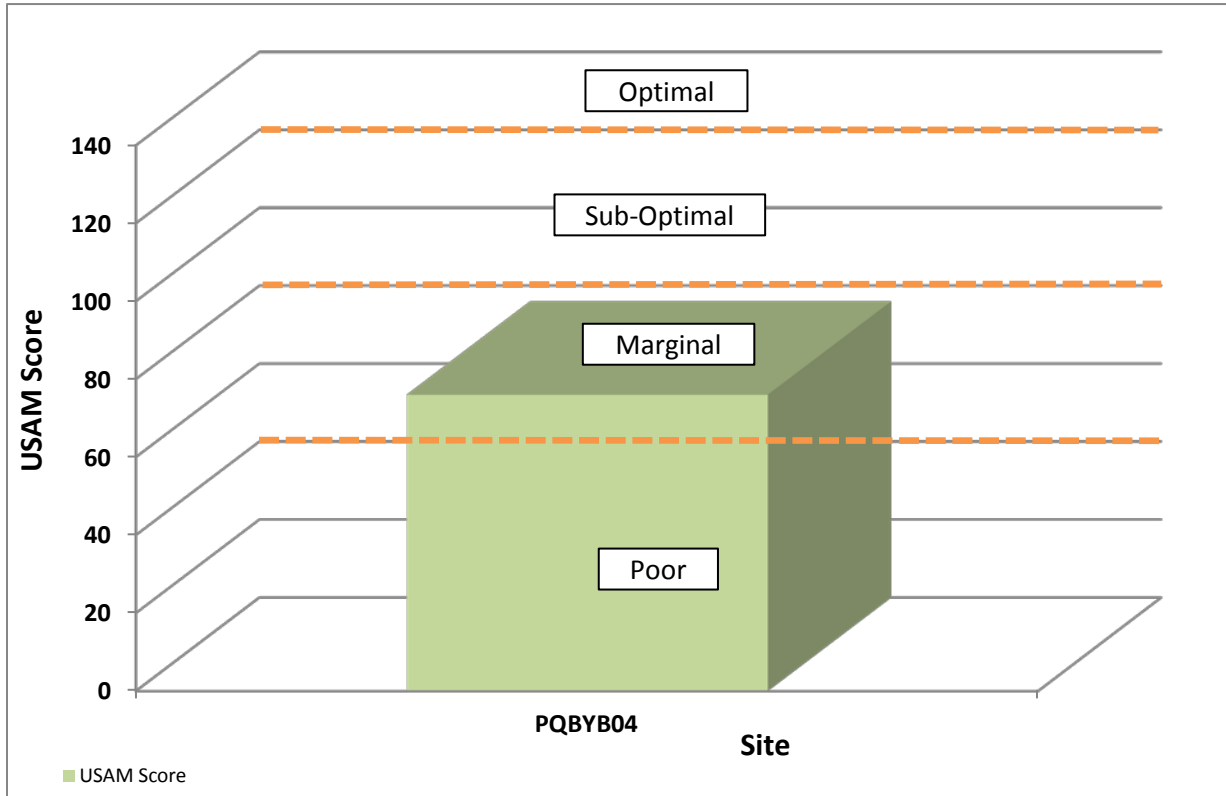 Optimal
140
120
Sub-Optimal
100
Marginal
80
60
Poor
40
20
0
USAM Score
PQBYB04
Site
USAM Score